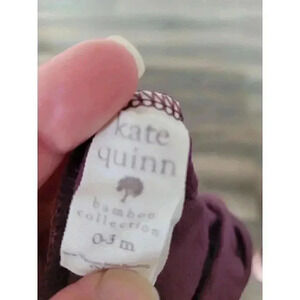 kate
quinn
bamboo
collection
0-3 m